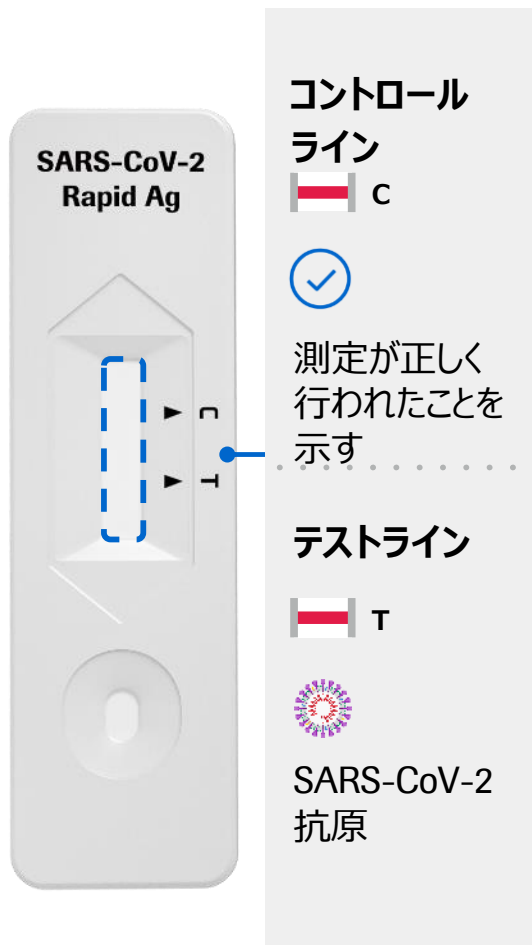 SARS-CoV-2
Rapid Ag
C
T
コントロール
ライン
C
測定が正しく
行われたことを
示す
テストライン
T
SARS-CoV-2
抗原